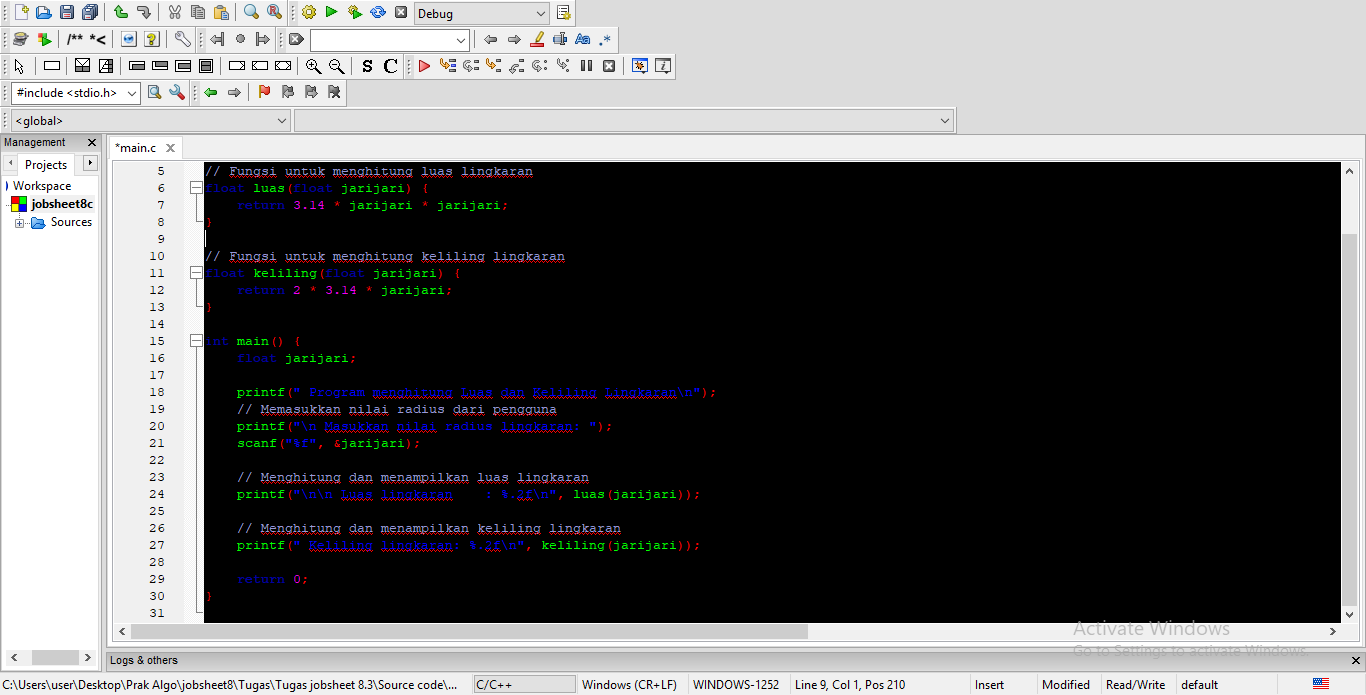 Debug
/** *<
S C
Aa .*
#include <stdio.h>
<global>
Management
Projects
Workspace
jobsheet8c
Sources
*main.c
5 // Fungsi untuk menghitung luas lingkaran
6 float luas(float jarijari) {
7 return 3.14 * jarijari * jarijari;
8 }
9
10 // Fungsi untuk menghitung keliling lingkaran
11 float keliling(float jarijari) {
12 return 2 * 3.14 * jarijari;
13 }
14
15 int main() {
16 float jarijari;
17
18 printf(" Program menghitung Luas dan Keliling Lingkaran\n");
19 // Memasukkan nilai radius dari pengguna
20 printf("\n Masukkan nilai radius lingkaran: ");
21 scanf("%f", &jarijari);
22
23 // Menghitung dan menampilkan luas lingkaran
24 printf("\n\n Luas lingkaran    : %.2f\n", luas(jarijari));
25
26 // Menghitung dan menampilkan keliling lingkaran
27 printf(" Keliling lingkaran: %.2f\n", keliling(jarijari));
28
29 return 0;
30 }
31
Activate Windows
Go to Settings to activate Windows.
Logs & others
C:\Users\user\Desktop\Prak Algo\jobsheet8\Tugas\Tugas jobsheet 8.3\Source code\... C/C++ Windows (CR+LF) WINDOWS-1252 Line 9, Col 1, Pos 210 Insert Modified Read/Write default